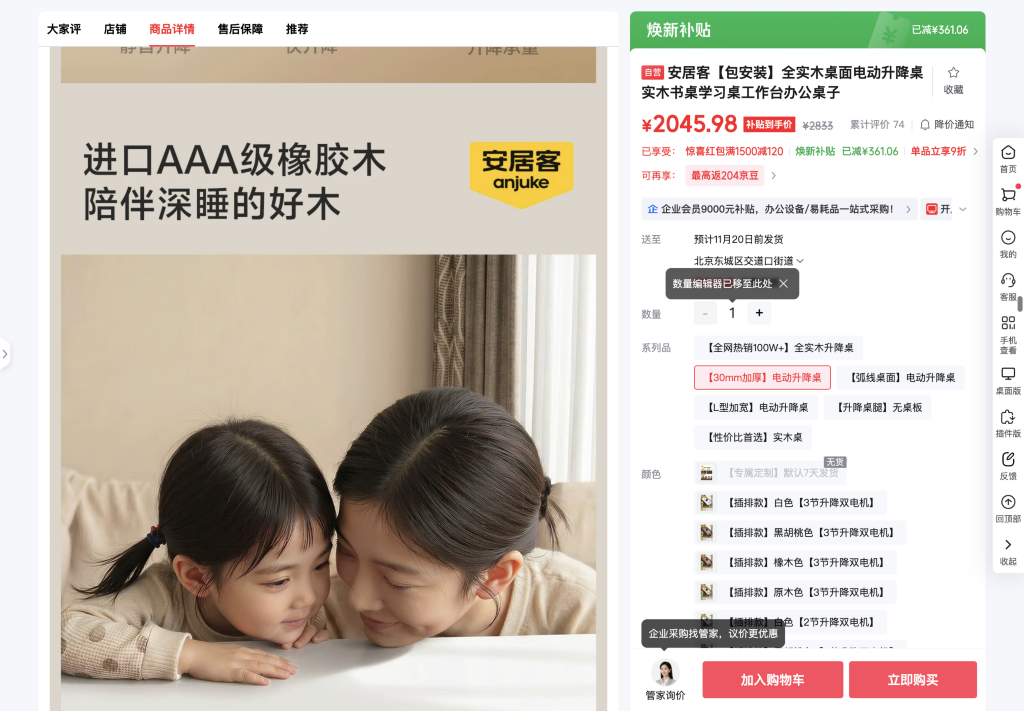 大家评 店铺 商品详情 售后保障 推荐
静音升降 快升降 升降承重
进口AAA级橡胶木
陪伴深睡的好木
安居客
anjuke
焕新补贴 已减¥361.06
自营 安居客【包安装】全实木桌面电动升降桌
实木书桌学习桌工作台办公桌子
收藏
¥2045.98 补贴到手价 ¥2833 累计评价 74 降价通知
已享受: 惊喜红包满1500减120 焕新补贴 已减¥361.06 单品立享9折 >
可再享: 最高返204京豆 >
企业会员9000元补贴，办公设备/易耗品一站式采购！ > 开.
送至 预计11月20日前发货
北京东城区交道口街道
数量编辑器已移至此处 ×
数量 - 1 +
系列品 【全网热销100W+】全实木升降桌
【30mm加厚】电动升降桌 【弧线桌面】电动升降桌
【L型加宽】电动升降桌 【升降桌腿】无桌板
【性价比首选】实木桌
颜色 【专属定制】默认7天发货 无货
【插排款】白色【3节升降双电机】
【插排款】黑胡桃色【3节升降双电机】
【插排款】橡木色【3节升降双电机】
【插排款】原木色【3节升降双电机】
【插排款】白色【2节升降双电机】
企业采购找管家，议价更优惠
管家询价 加入购物车 立即购买
首页
购物车
我的
客服
手机
查看
桌面版
插件版
反馈
回顶部
收起